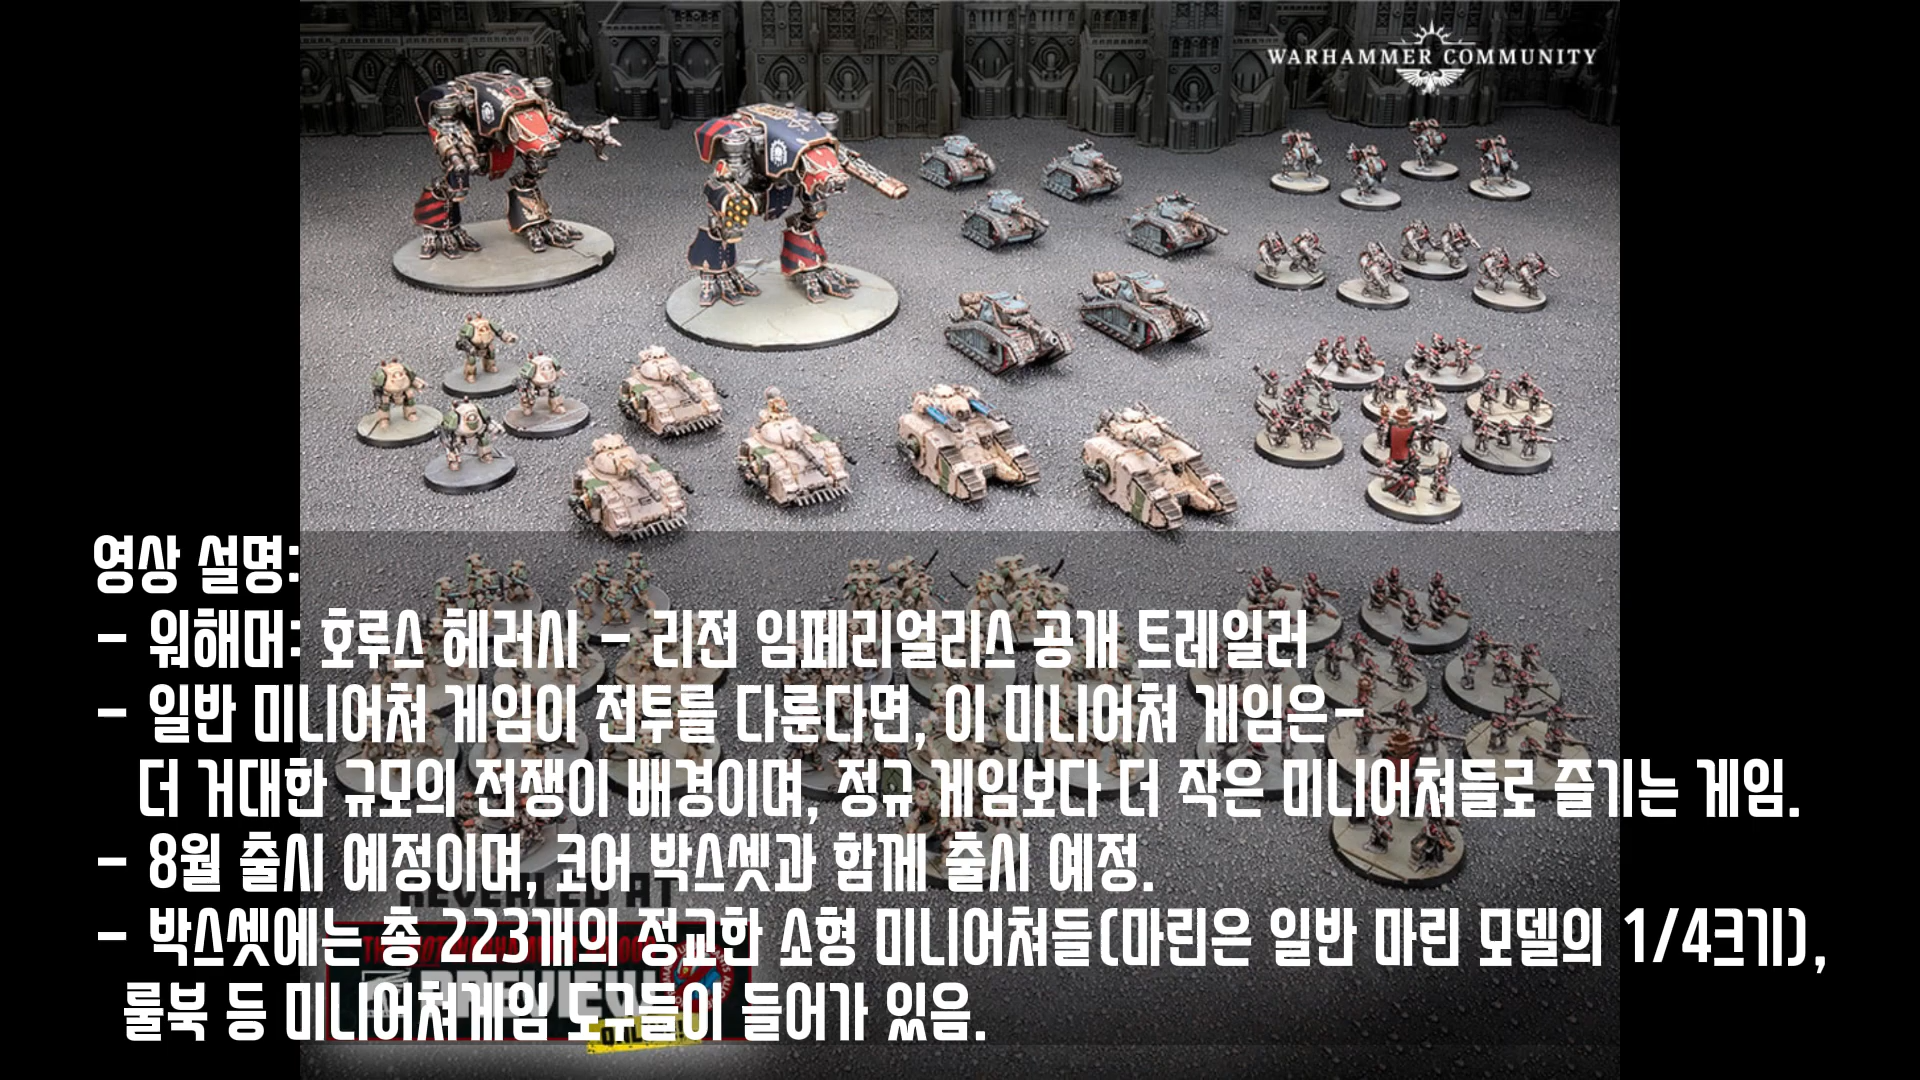 WARHAMMER COMMUNITY
영상 설명:
- 워해머: 호루스 헤러시 - 리젼 임페리얼리스 공개 트레일러
- 일반 미니어쳐 게임이 전투를 다룬다면, 이 미니어쳐 게임은-
더 거대한 규모의 전쟁이 배경이며, 정규 게임보다 더 작은 미니어쳐들로 즐기는 게임.
- 8월 출시 예정이며, 코어 박스셋과 함께 출시 예정.
REVEALED AT
- 박스셋에는 총 223개의 정교한 소형 미니어쳐들(마린은 일반 마린 모델의 1/4크기),
PREVIEW
룰북 등 미니어쳐게임 도구들이 들어가 있음.